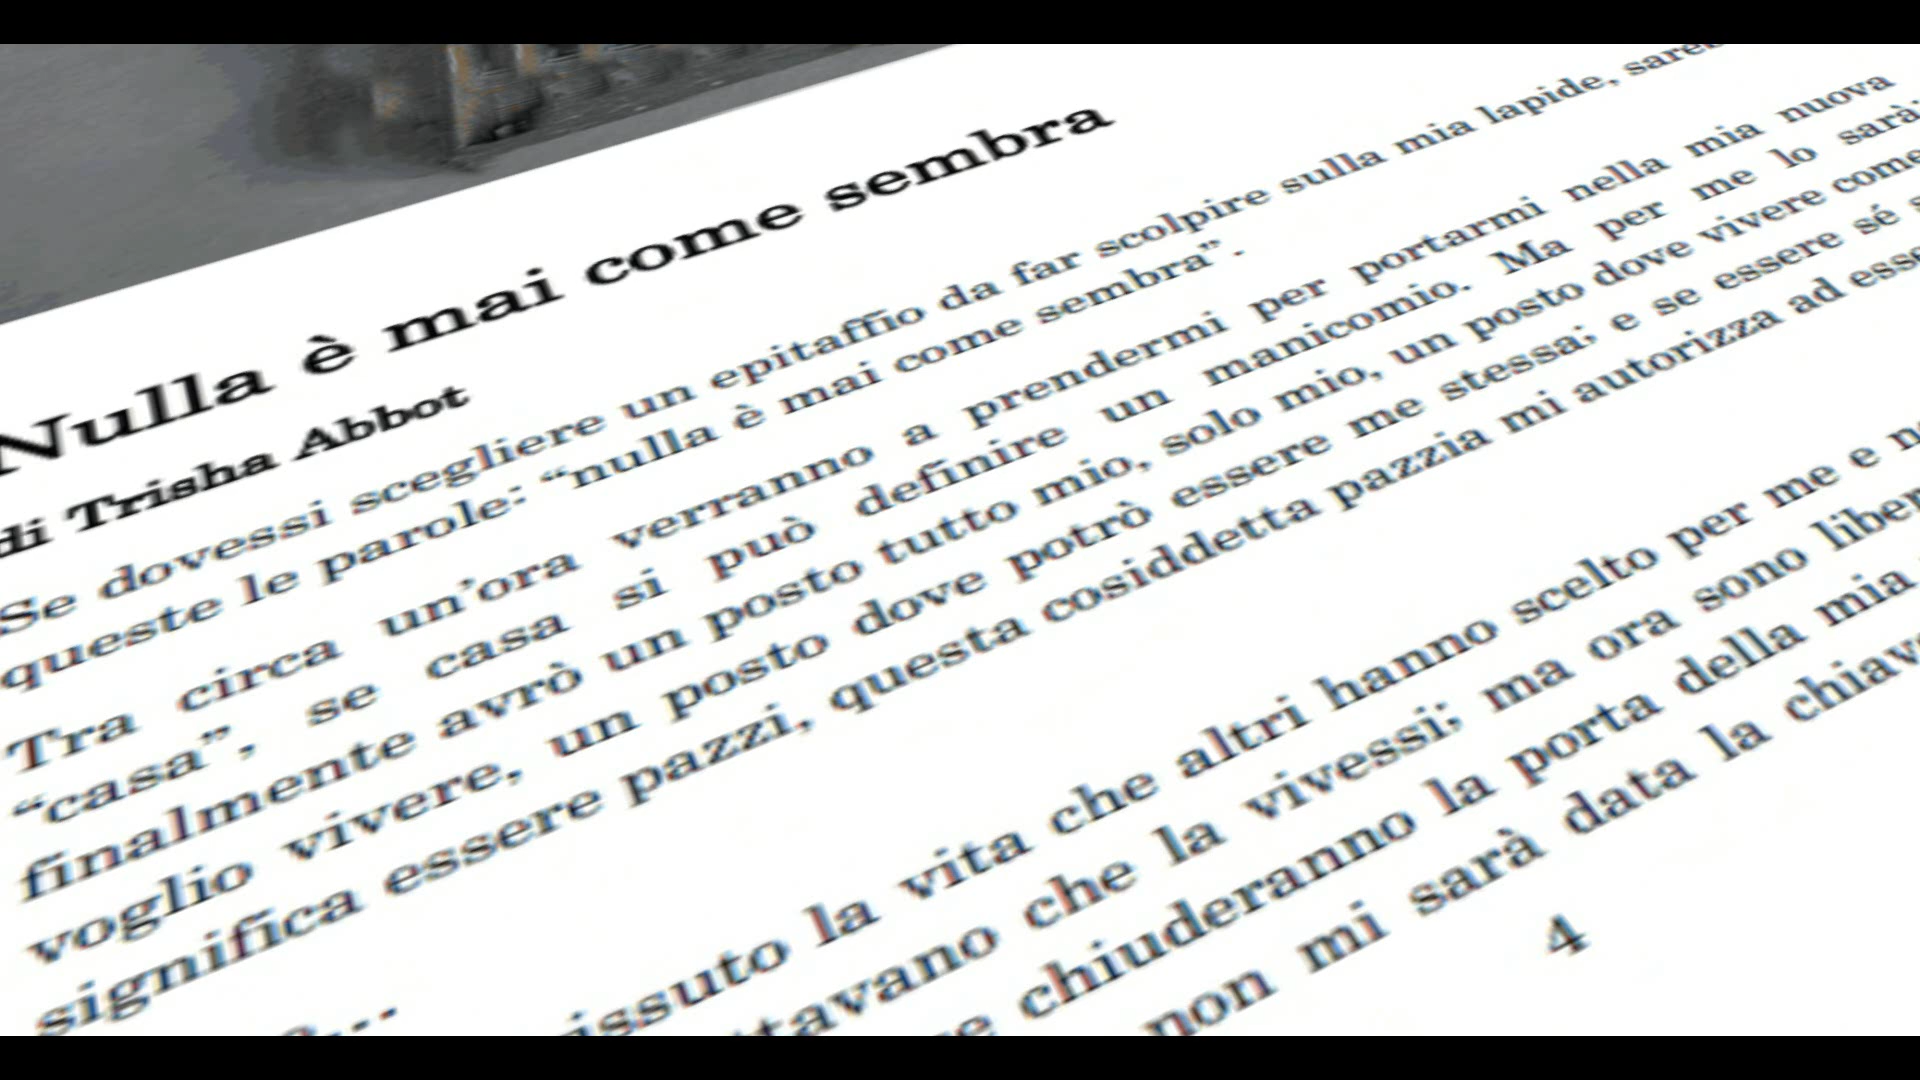 Nulla è mai come sembra
di Trisha Abbot
Se dovessi scegliere un epitaffio da far scolpire sulla mia lapide,
queste le parole: “nulla è mai come sembra”.
Tra circa un’ora verranno a prendermi per portarmi nella mia nuova
“casa”, se casa si può definire un manicomio. Ma per me lo sarà;
finalmente avrò un posto tutto mio, solo mio, un posto dove vivere come
voglio vivere, un posto dove potrò essere me stessa; e se essere sé
significa essere pazzi, questa cosiddetta pazzia mi autorizza ad
la vita che altri hanno scelto per me e
che la vivessi; ma ora sono
chiuderanno la porta della mia
non mi sarà data la
4